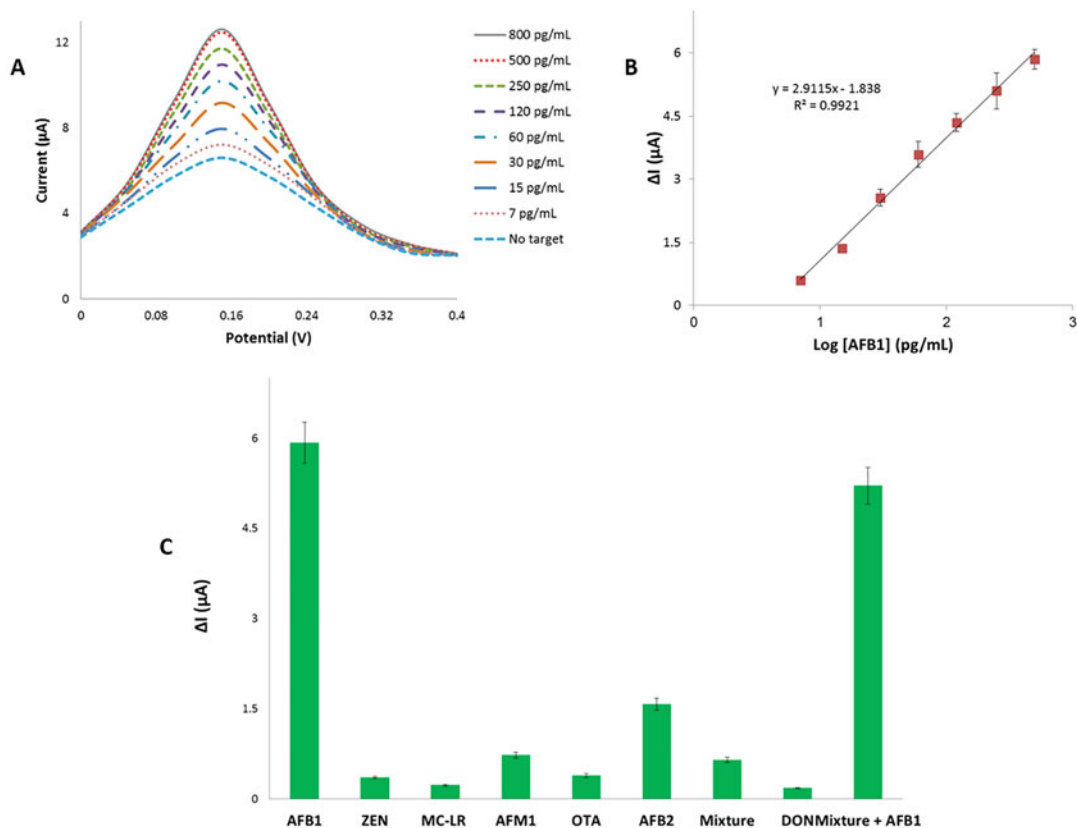 A
12
8
4
0
Current (µA)
0 0.08 0.16 0.24 0.32 0.4
Potential (V)
800 pg/mL
500 pg/mL
250 pg/mL
120 pg/mL
60 pg/mL
30 pg/mL
15 pg/mL
7 pg/mL
No target
B
y = 2.9115x - 1.838
R² = 0.9921
6
4.5
3
1.5
0
ΔI (µA)
0 1 2 3
Log [AFB1] (pg/mL)
C
6
4.5
3
1.5
0
ΔI (µA)
AFB1 ZEN MC-LR AFM1 OTA AFB2 Mixture DONMixture + AFB1